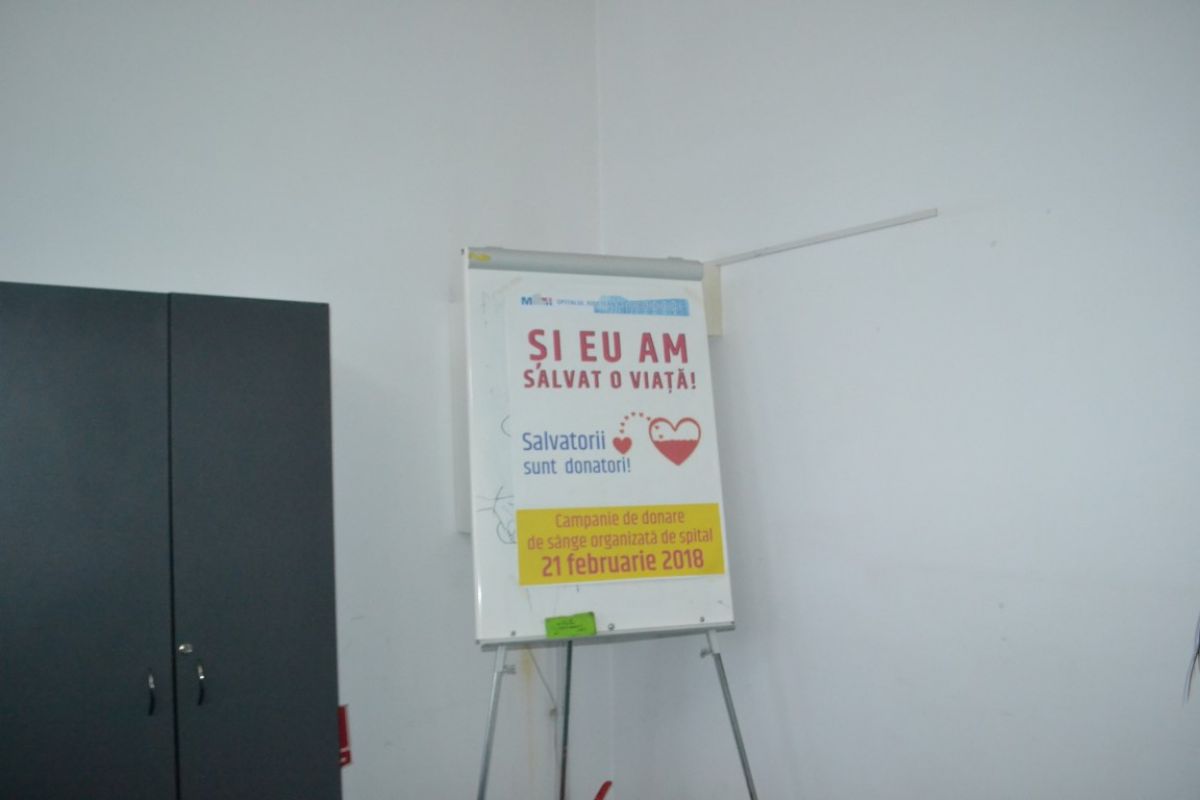 SPITALUL
ȘI EU AM
SALVAT O VIAȚĂ!
Salvatorii
sunt donatori!
Campanie de donare
de sânge organizată de spital
21 februarie 2018